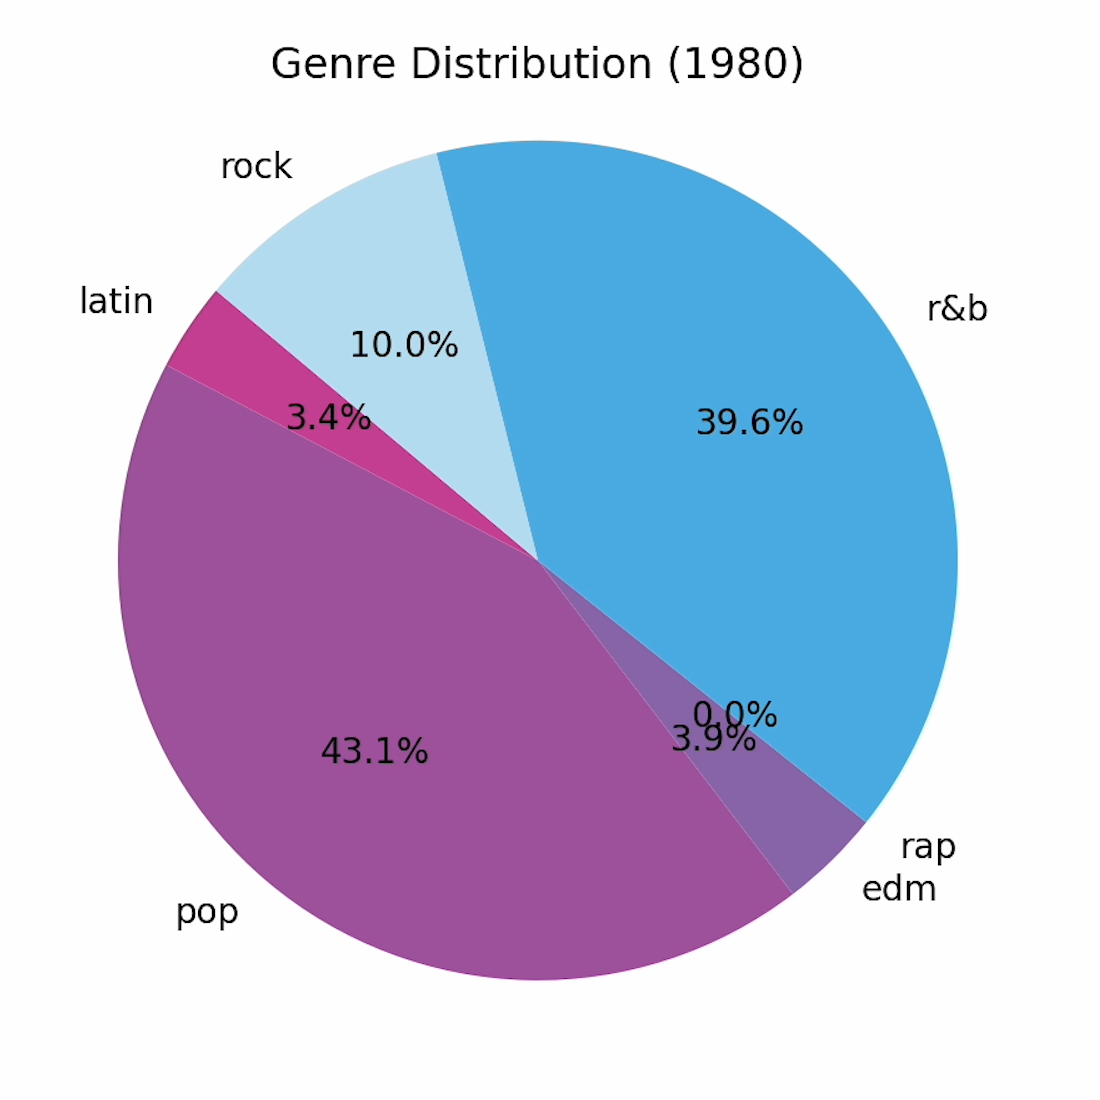 Genre Distribution (1980)
rock
latin
r&b
10.0%
3.4%
39.6%
0.0%
3.9%
43.1%
rap
edm
pop